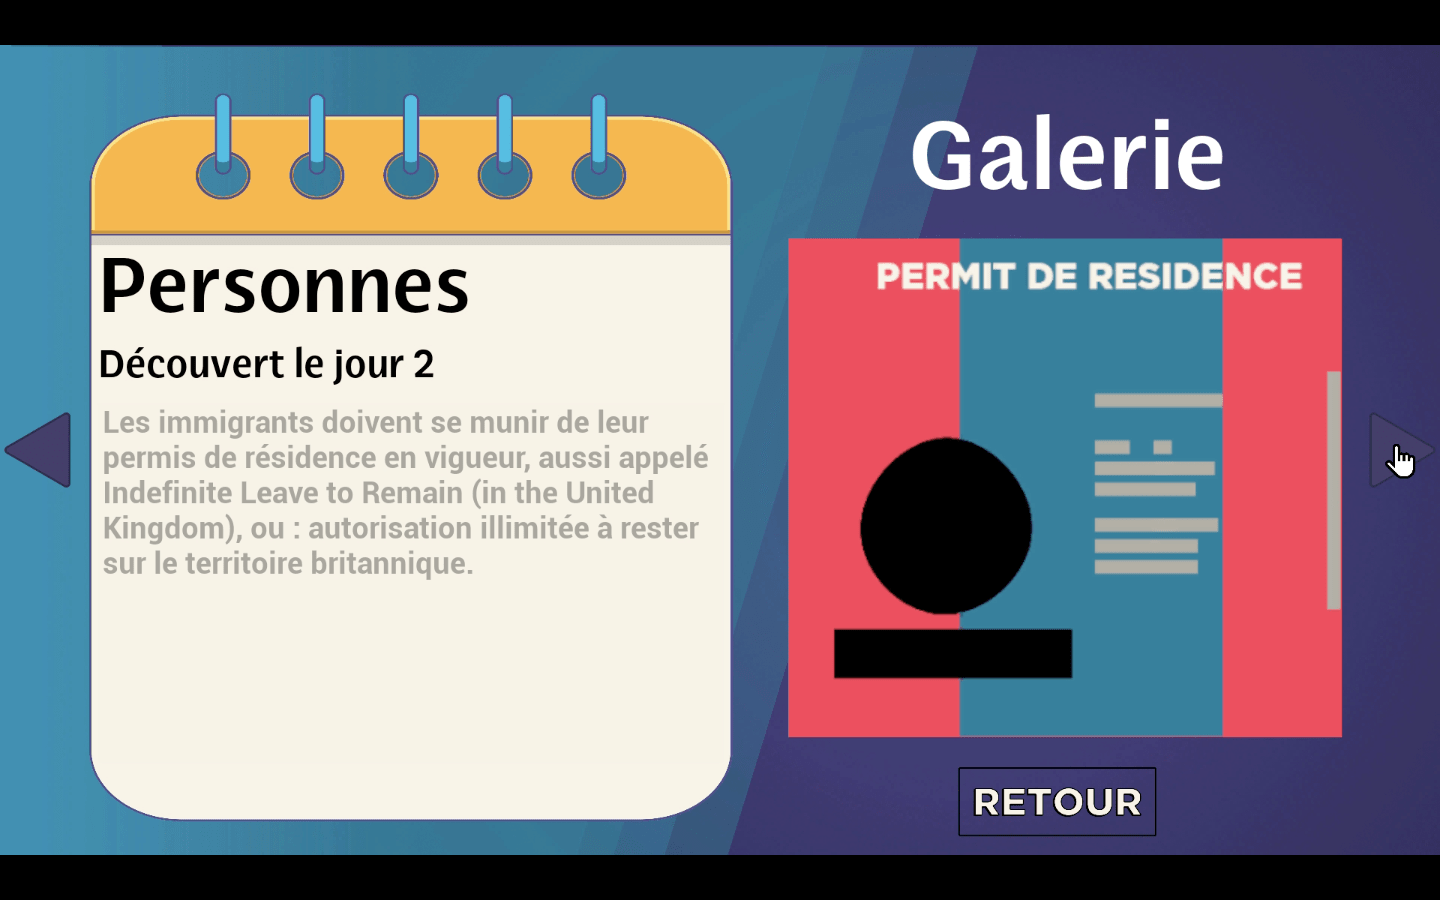 Galerie
Personnes
Découvert le jour 2
Les immigrants doivent se munir de leur
permis de résidence en vigueur, aussi appelé
Indefinite Leave to Remain (in the United
Kingdom), ou : autorisation illimitée à rester
sur le territoire britannique.
PERMIT DE RESIDENCE
RETOUR